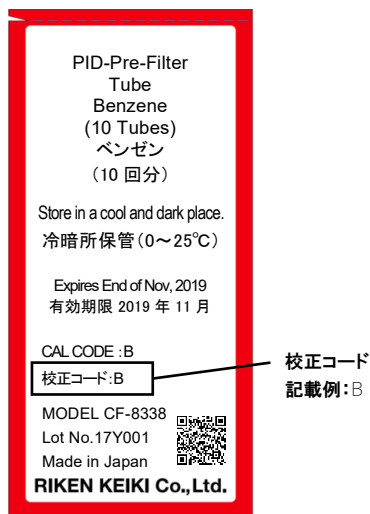 PID-Pre-Filter
Tube
Benzene
(10 Tubes)
ベンゼン
（10 回分）
Store in a cool and dark place.
冷暗所保管（0～25℃）
Expires End of Nov, 2019
有効期限 2019 年 11 月
CAL CODE :B
校正コード:B
MODEL CF-8338
Lot No.17Y001
Made in Japan
RIKEN KEIKI Co.,Ltd.
校正コード
記載例：B